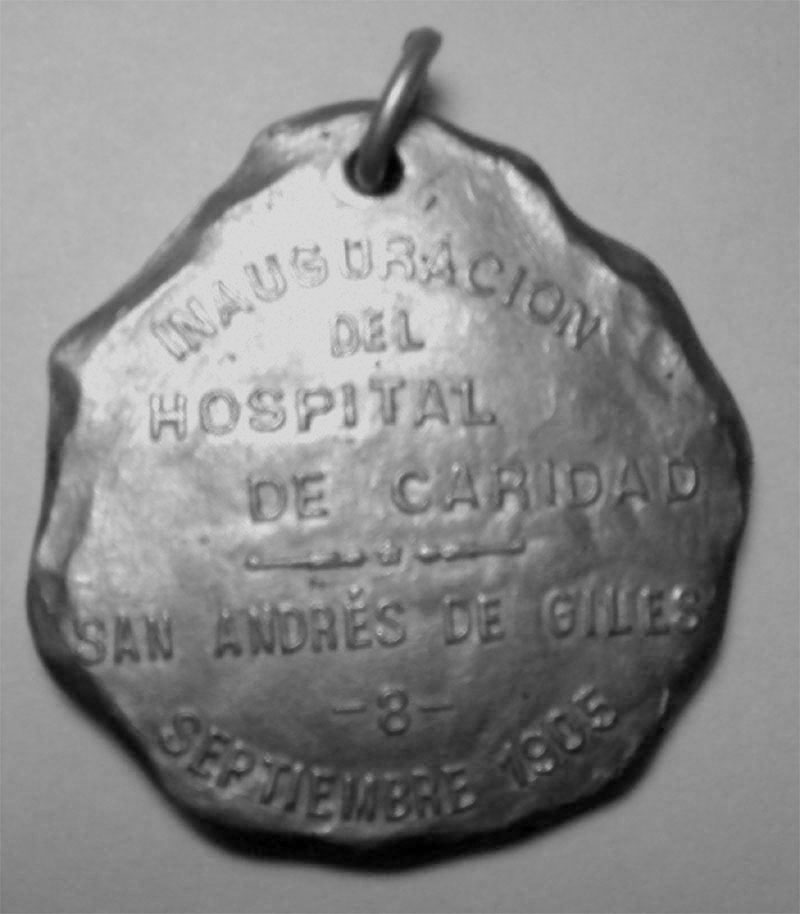 INAUGURACION
DEL
HOSPITAL
DE CARIDAD
SAN ANDRÉS DE GILES
-8-
SEPTIEMBRE 1905